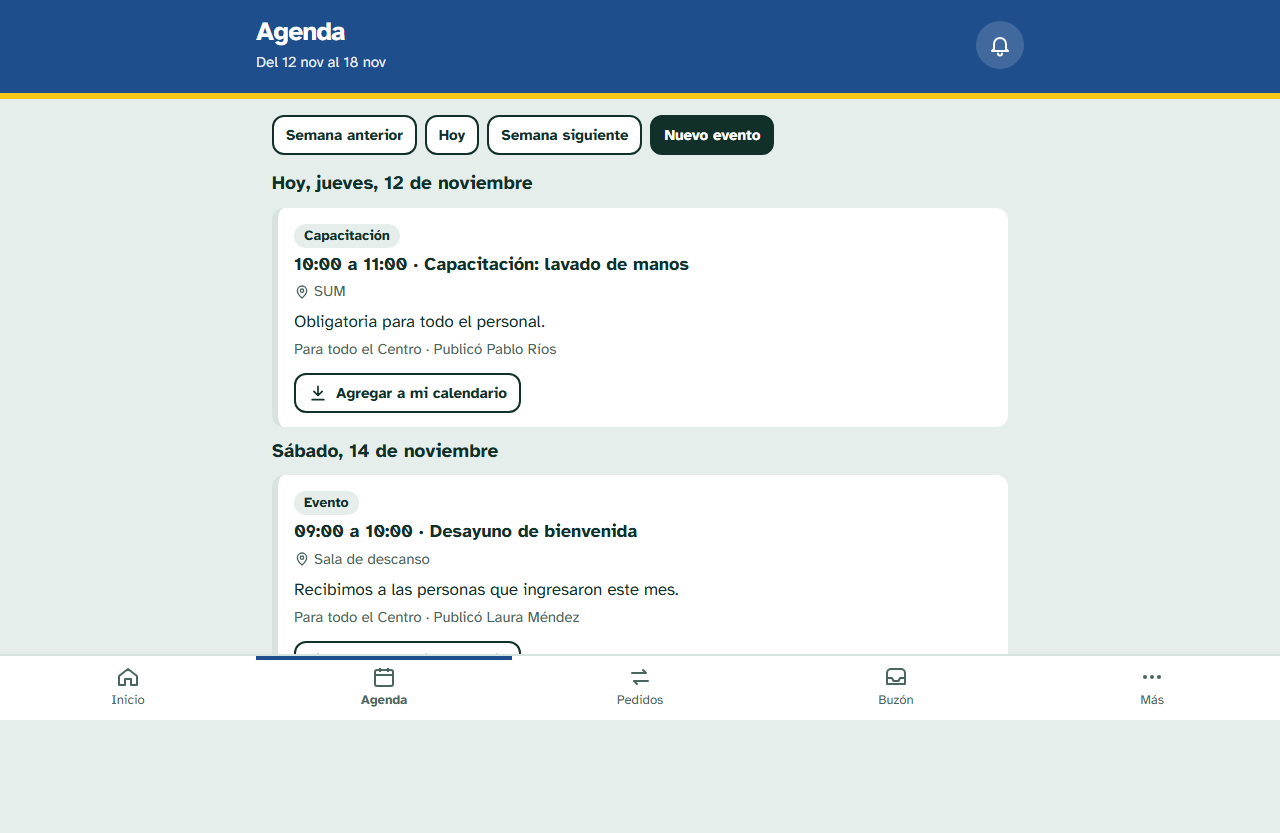 Agenda
Del 12 nov al 18 nov
Semana anterior
Hoy
Semana siguiente
Nuevo evento
Hoy, jueves, 12 de noviembre
Capacitación
10:00 a 11:00 · Capacitación: lavado de manos
SUM
Obligatoria para todo el personal.
Para todo el Centro · Publicó Pablo Ríos
Agregar a mi calendario
Sábado, 14 de noviembre
Evento
09:00 a 10:00 · Desayuno de bienvenida
Sala de descanso
Recibimos a las personas que ingresaron este mes.
Para todo el Centro · Publicó Laura Méndez
Inicio
Agenda
Pedidos
Buzón
Más